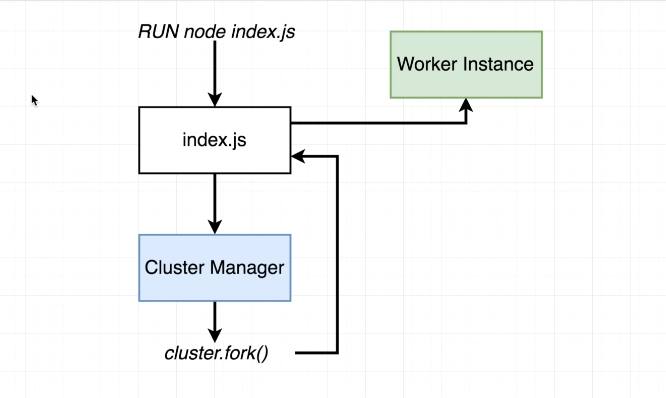 RUN node index.js
Worker Instance
index.js
Cluster Manager
cluster.fork()